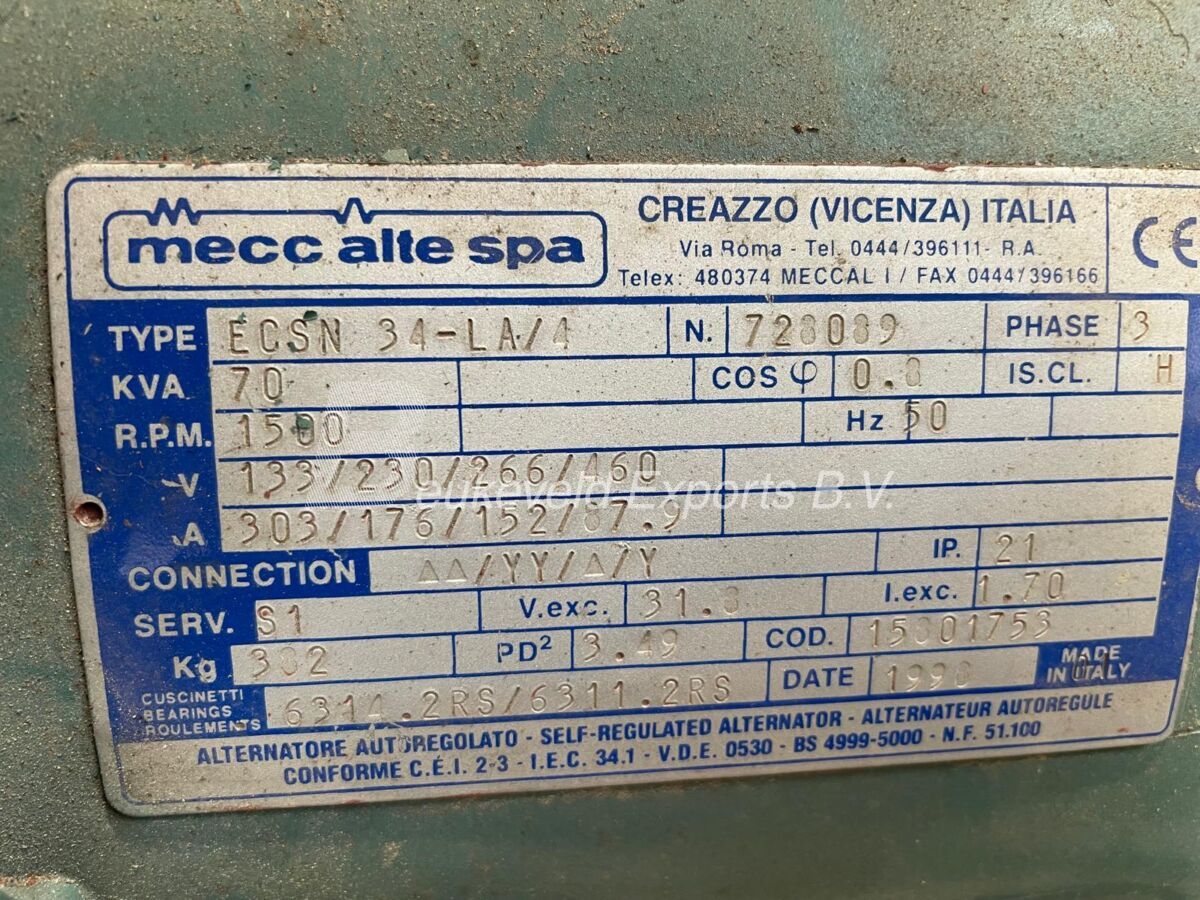 mecc alte spa
CREAZZO (VICENZA) ITALIA
Via Roma - Tel. 0444/396111- R.A.
Telex: 480374 MECCAL I / FAX 0444/396166
CE
TYPE ECSN 34-LA/4 N. 728089 PHASE 3
KVA 70 COS φ 0.8 IS.CL. H
R.P.M. 1500 Hz 50
V 133/230/266/460
A 303/176/152/87.9
CONNECTION ΔΔ/YY/Δ/Y IP. 21
SERV. S1 V.exc. I.exc. 1.70
Kg 302 PD² 3.49 COD.
CUSCINETTI
BEARINGS
ROULEMENTS
6314.2RS/6311.2RS DATE MADE
IN ITALY
ALTERNATORE AUTOREGOLATO - SELF-REGULATED ALTERNATOR - ALTERNATEUR AUTOREGULE
CONFORME C.É.I. 2-3 - I.E.C. 34.1 - V.D.E. 0530 - BS 4999-5000 - N.F. 51.100
Exports B.V.